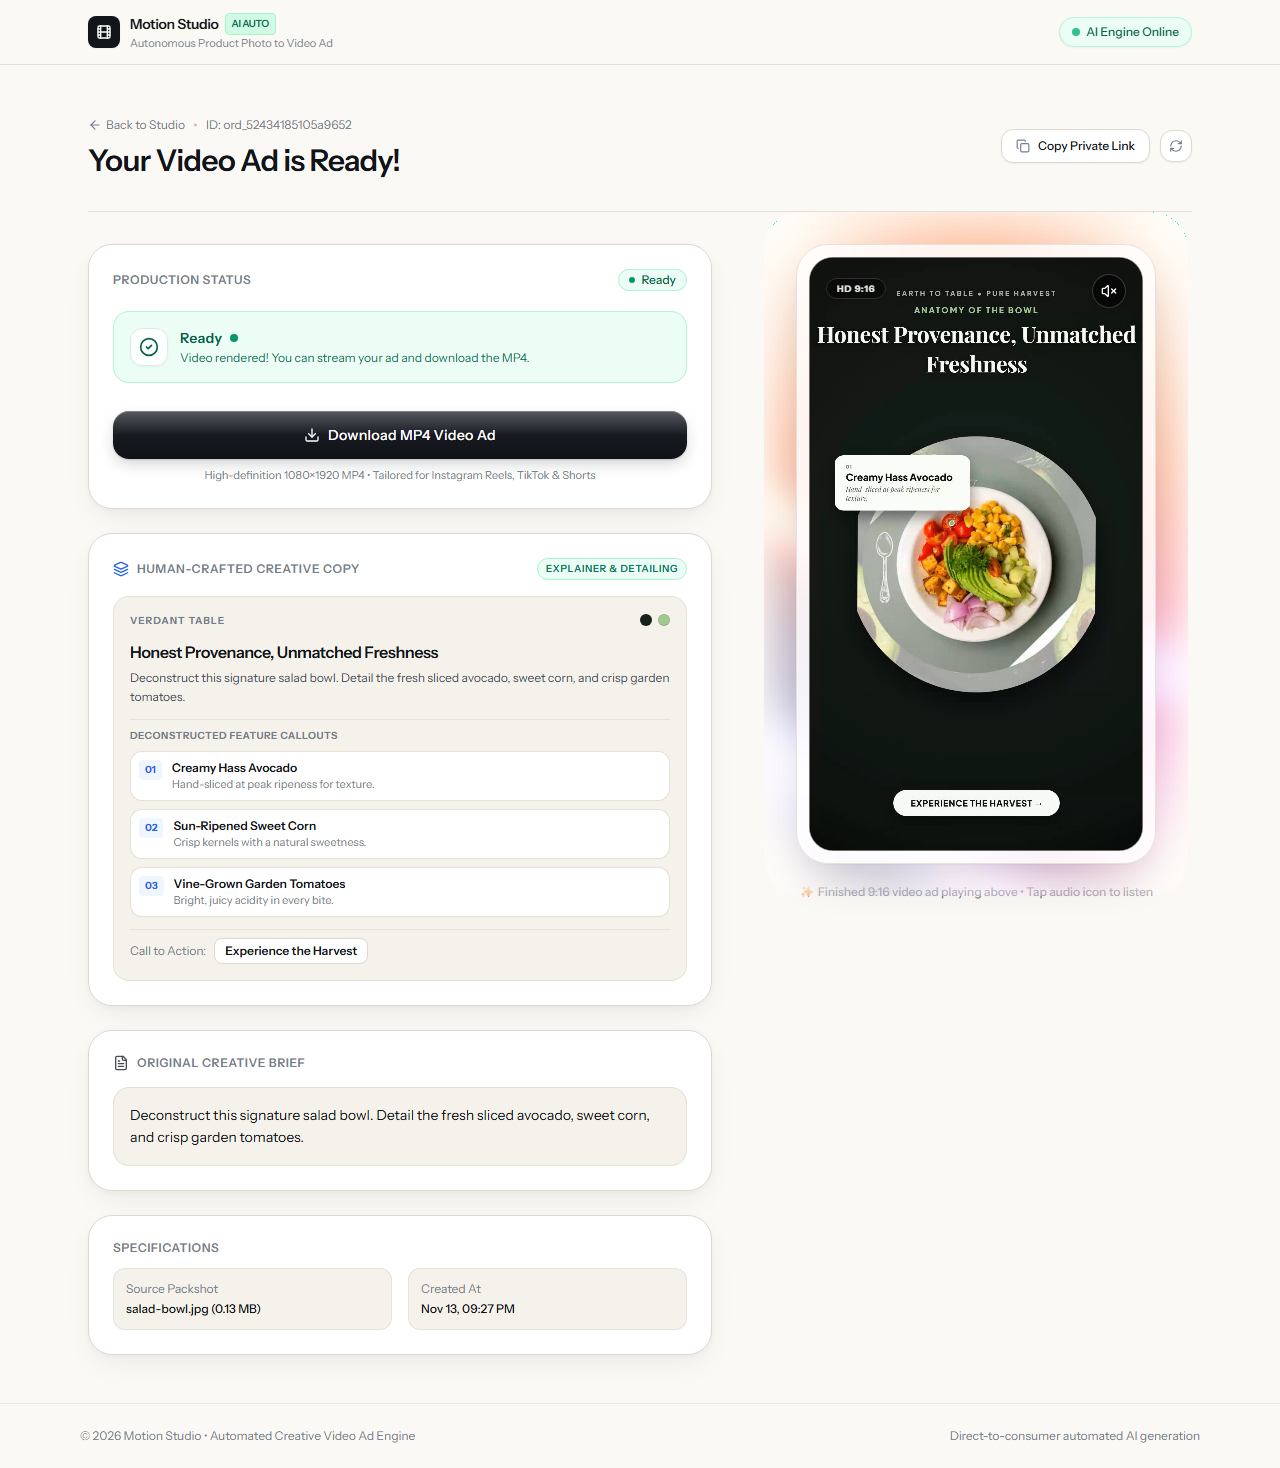 Motion Studio AI AUTO
Autonomous Product Photo to Video Ad
AI Engine Online
Back to Studio • ID: ord_52434185105a9652
Your Video Ad is Ready!
Copy Private Link
PRODUCTION STATUS
Ready
Ready
Video rendered! You can stream your ad and download the MP4.
Download MP4 Video Ad
High-definition 1080×1920 MP4 • Tailored for Instagram Reels, TikTok & Shorts
HUMAN-CRAFTED CREATIVE COPY
EXPLAINER & DETAILING
VERDANT TABLE
Honest Provenance, Unmatched Freshness
Deconstruct this signature salad bowl. Detail the fresh sliced avocado, sweet corn, and crisp garden
tomatoes.
DECONSTRUCTED FEATURE CALLOUTS
01 Creamy Hass Avocado
Hand-sliced at peak ripeness for texture.
02 Sun-Ripened Sweet Corn
Crisp kernels with a natural sweetness.
03 Vine-Grown Garden Tomatoes
Bright, juicy acidity in every bite.
Call to Action: Experience the Harvest
ORIGINAL CREATIVE BRIEF
Deconstruct this signature salad bowl. Detail the fresh sliced avocado, sweet corn,
and crisp garden tomatoes.
SPECIFICATIONS
Source Packshot
salad-bowl.jpg (0.13 MB)
Created At
Nov 13, 09:27 PM
HD 9:16
EARTH TO TABLE • PURE HARVEST
ANATOMY OF THE BOWL
Honest Provenance, Unmatched
Freshness
01
Creamy Hass Avocado
Hand-sliced at peak ripeness for
texture.
EXPERIENCE THE HARVEST →
✨ Finished 9:16 video ad playing above • Tap audio icon to listen
© 2026 Motion Studio • Automated Creative Video Ad Engine
Direct-to-consumer automated AI generation